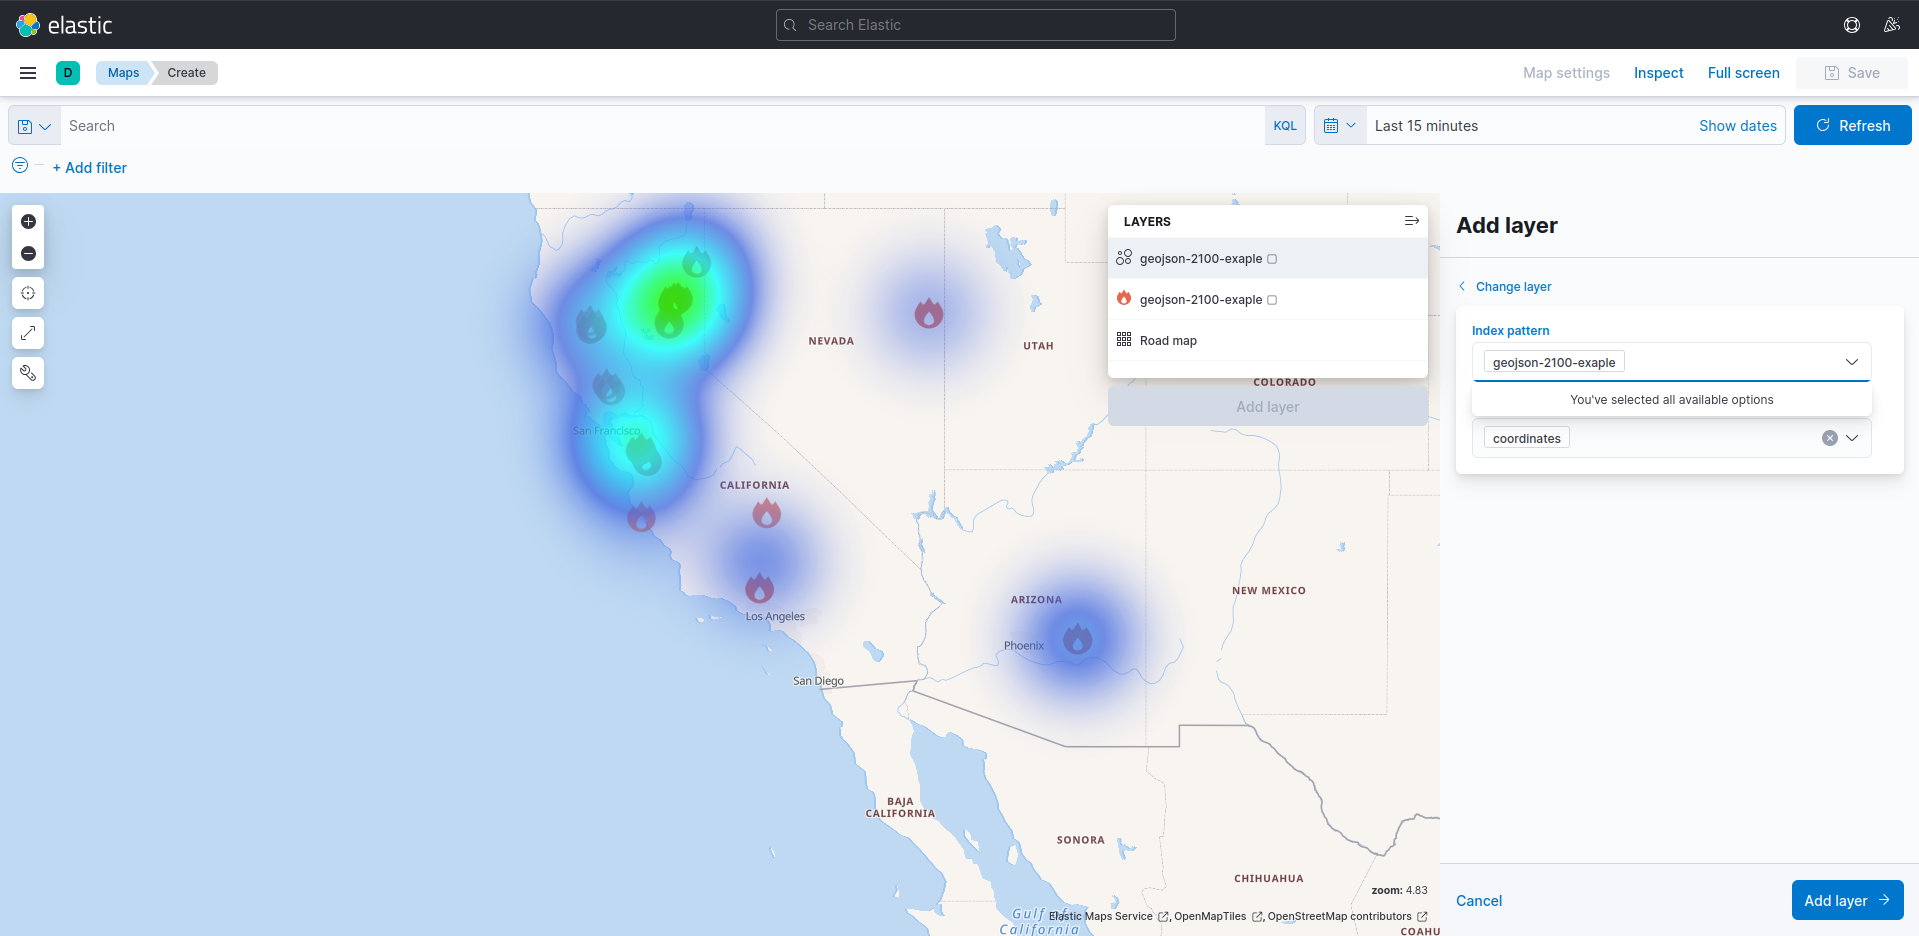 elastic
Search Elastic
D
Maps
Create
Map settings
Inspect
Full screen
Save
Search
KQL
Last 15 minutes
Show dates
Refresh
+ Add filter
LAYERS
geojson-2100-exaple
geojson-2100-exaple
Road map
Add layer
NEVADA
UTAH
COLORADO
San Francisco
CALIFORNIA
ARIZONA
NEW MEXICO
Los Angeles
Phoenix
San Diego
BAJA
CALIFORNIA
SONORA
CHIHUAHUA
zoom: 4.83
Gulf of
California
Elastic Maps Service , OpenMapTiles , OpenStreetMap contributors
COAHU
Add layer
Change layer
Index pattern
geojson-2100-exaple
You've selected all available options
coordinates
Cancel
Add layer